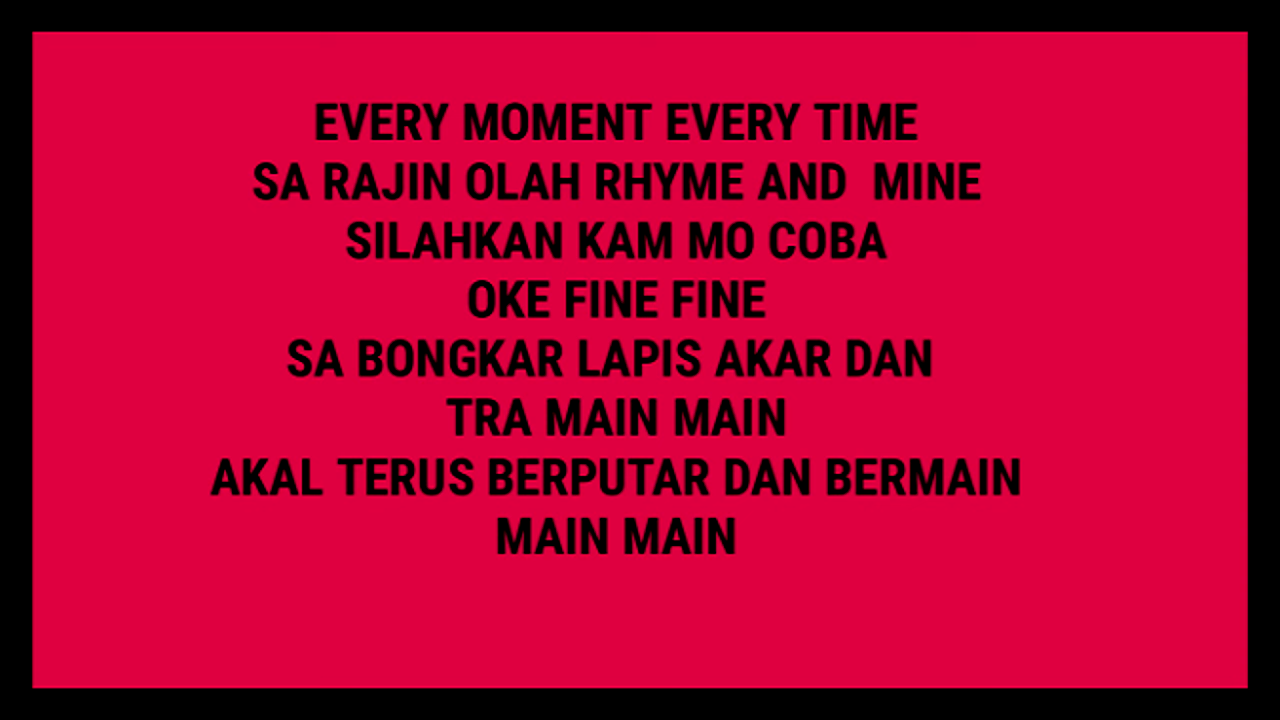 EVERY MOMENT EVERY TIME
SA RAJIN OLAH RHYME AND  MINE
SILAHKAN KAM MO COBA
OKE FINE FINE
SA BONGKAR LAPIS AKAR DAN
TRA MAIN MAIN
AKAL TERUS BERPUTAR DAN BERMAIN
MAIN MAIN